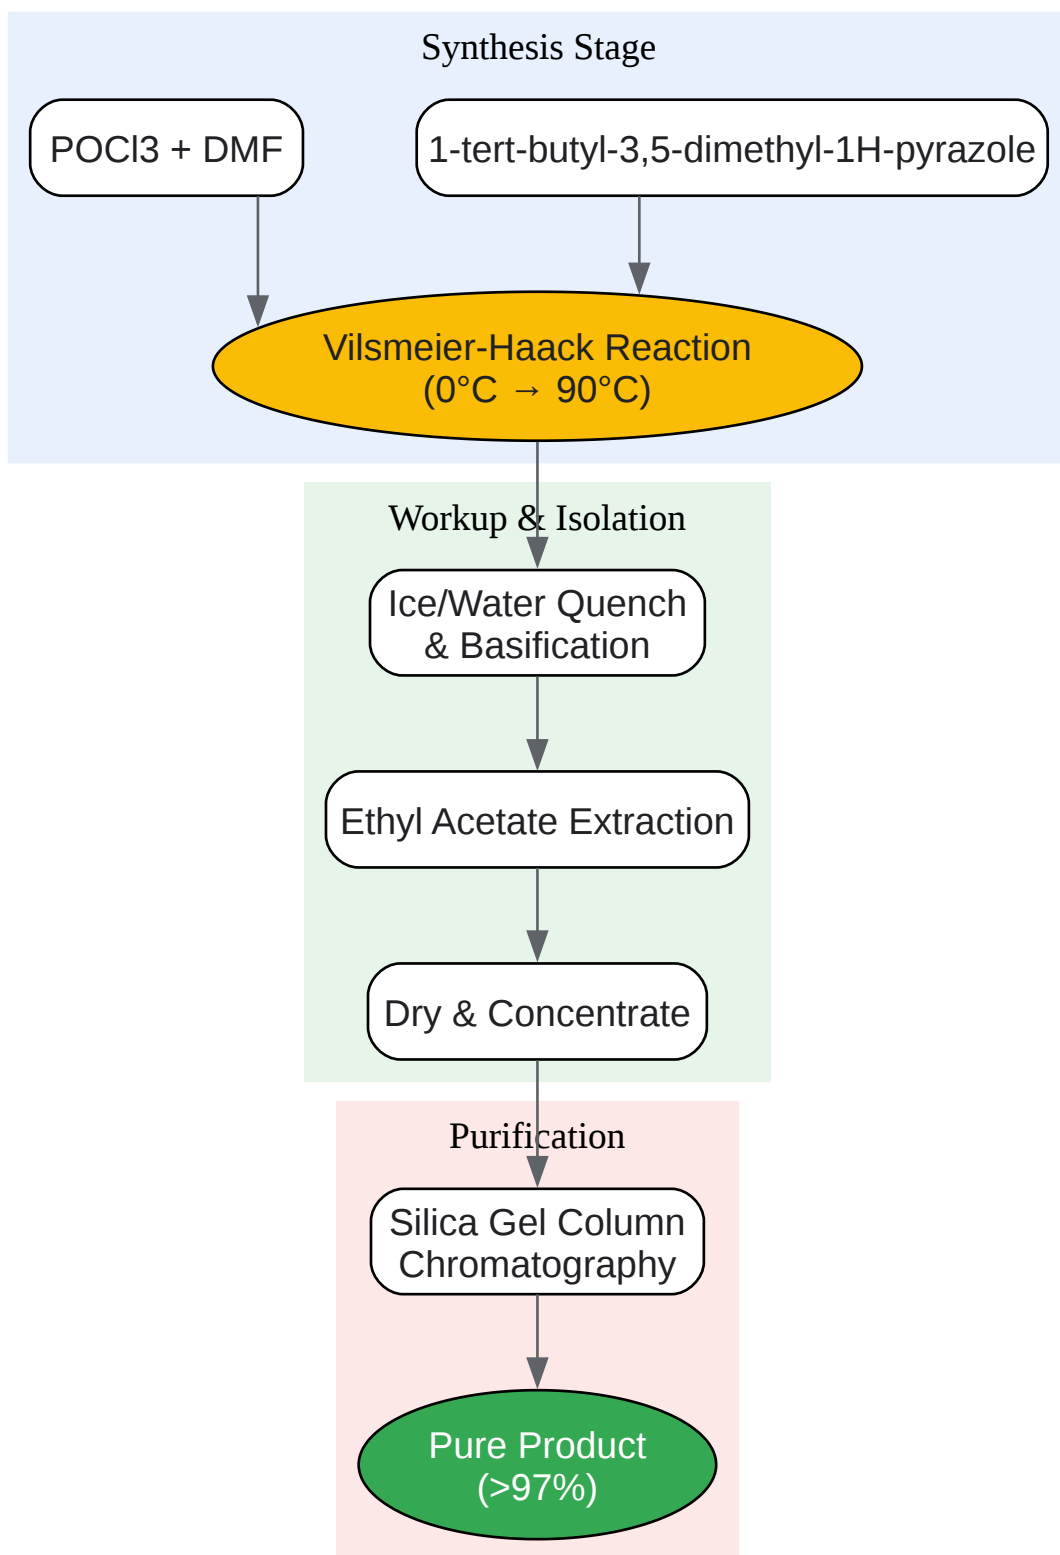 Synthesis Stage
POCl3 + DMF
1-tert-butyl-3,5-dimethyl-1H-pyrazole
Vilsmeier-Haack Reaction
(0°C → 90°C)
Workup & Isolation
Ice/Water Quench
& Basification
Ethyl Acetate Extraction
Dry & Concentrate
Purification
Silica Gel Column
Chromatography
Pure Product
(>97%)